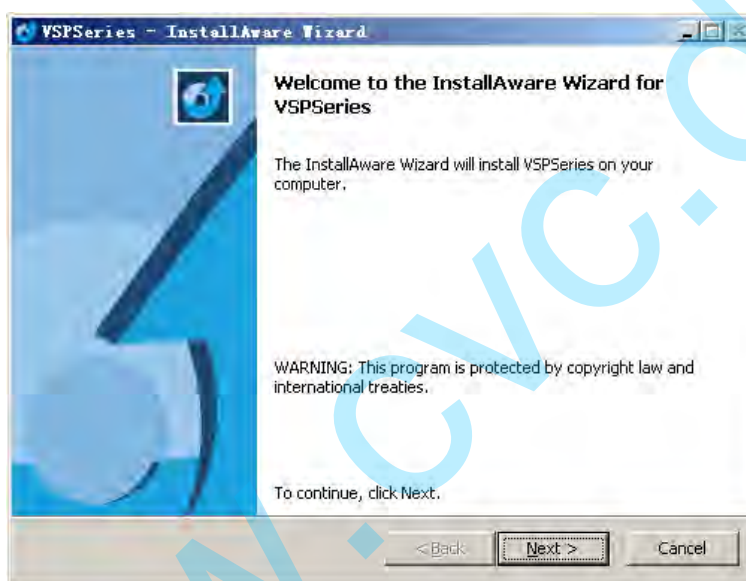 VSPSeries - InstallAware Wizard
Welcome to the InstallAware Wizard for
VSPSeries
The InstallAware Wizard will install VSPSeries on your
computer.
WARNING: This program is protected by copyright law and
international treaties.
To continue, click Next.
< Back
Next >
Cancel